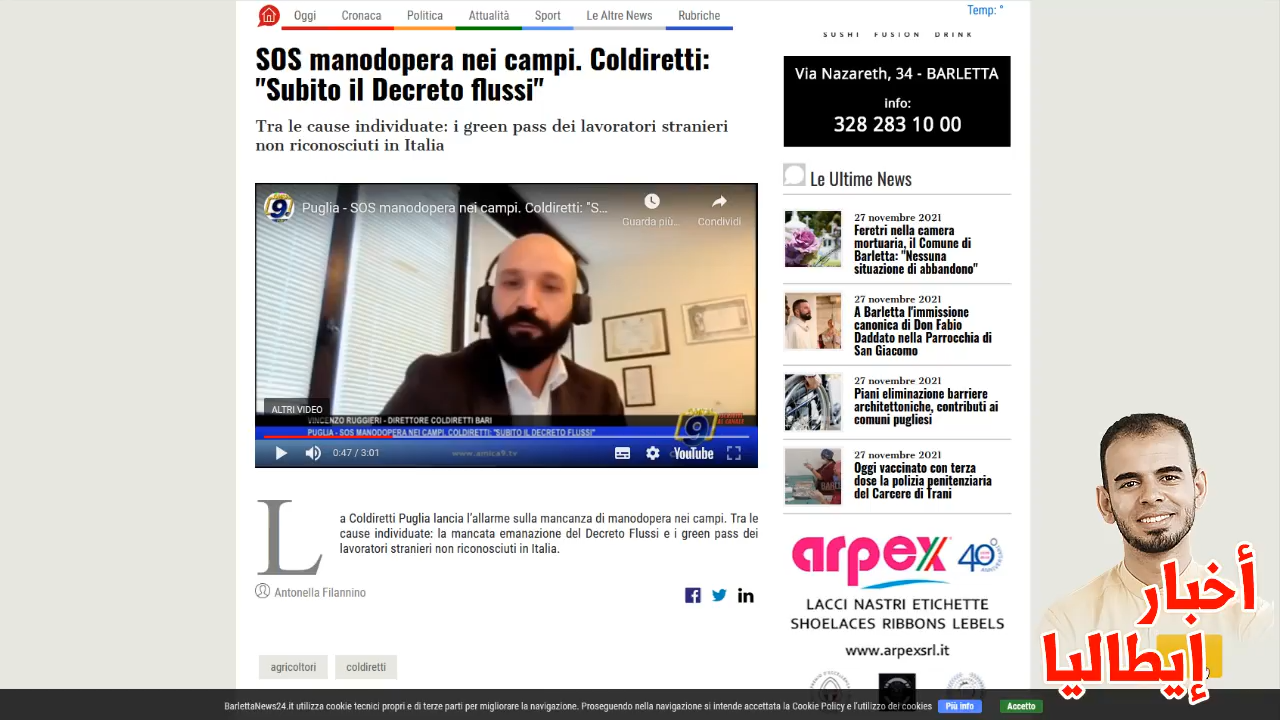 Oggi
Cronaca
Politica
Attualità
Sport
Le Altre News
Rubriche
Temp: °
SUSHI FUSION DRINK
SOS manodopera nei campi. Coldiretti:
"Subito il Decreto flussi"
Tra le cause individuate: i green pass dei lavoratori stranieri
non riconosciuti in Italia
Puglia - SOS manodopera nei campi. Coldiretti: "S...
Guarda più...
Condividi
ALTRI VIDEO
VINCENZO RUGGIERI - DIRETTORE COLDIRETTI BARI
PUGLIA - SOS MANODOPERA NEI CAMPI. COLDIRETTI: "SUBITO IL DECRETO FLUSSI"
0:47 / 3:01
www.amica9.tv
YouTube
La Coldiretti Puglia lancia l'allarme sulla mancanza di manodopera nei campi. Tra le
cause individuate: la mancata emanazione del Decreto Flussi e i green pass dei
lavoratori stranieri non riconosciuti in Italia.
Antonella Filannino
agricoltori
coldiretti
Via Nazareth, 34 - BARLETTA
info:
328 283 10 00
Le Ultime News
27 novembre 2021
Feretri nella camera
mortuaria, il Comune di
Barletta: "Nessuna
situazione di abbandono"
27 novembre 2021
A Barletta l'immissione
canonica di Don Fabio
Daddato nella Parrocchia di
San Giacomo
27 novembre 2021
Piani eliminazione barriere
architettoniche, contributi ai
comuni pugliesi
27 novembre 2021
Oggi vaccinato con terza
dose la polizia penitenziaria
del Carcere di Trani
arpex 40°
LACCI NASTRI ETICHETTE
SHOELACES RIBBONS LEBELS
www.arpexsrl.it
أخبار
إيطاليا
BarlettaNews24.it utilizza cookie tecnici propri e di terze parti per migliorare la navigazione. Proseguendo nella navigazione si intende accettata la Cookie Policy e l'utilizzo dei cookies
Più info
Accetto